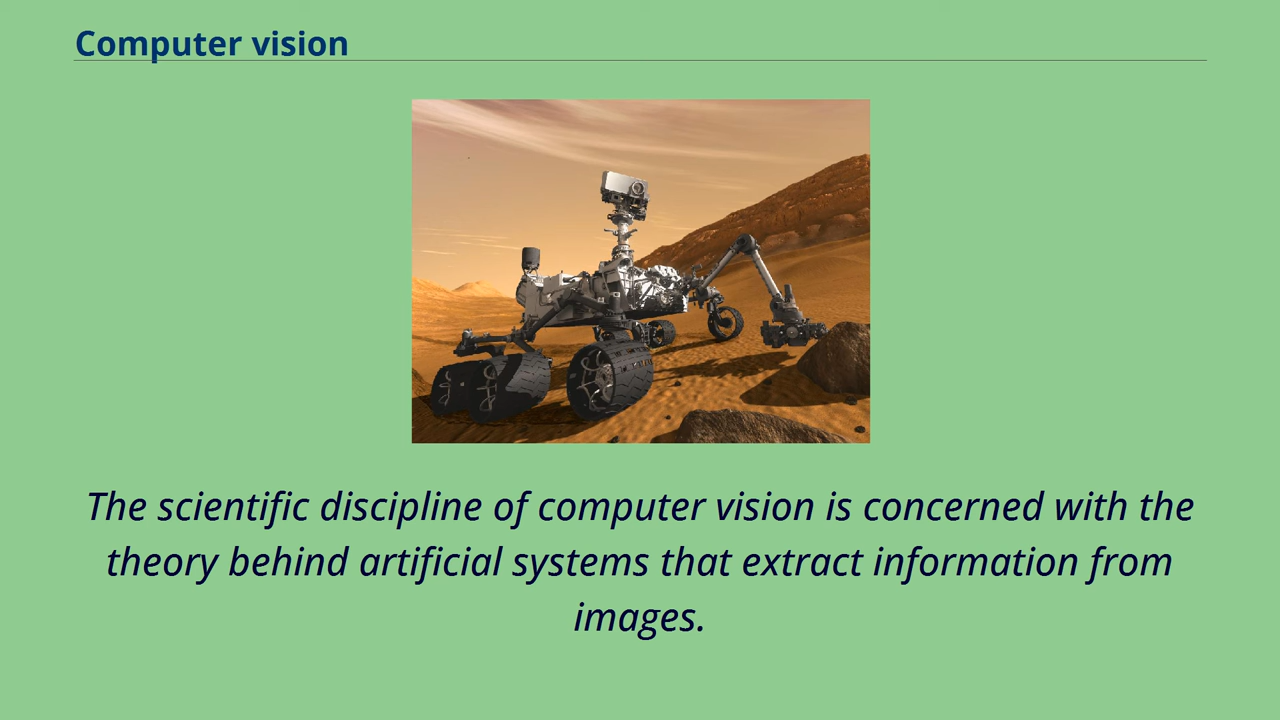 Computer vision
The scientific discipline of computer vision is concerned with the
theory behind artificial systems that extract information from
images.